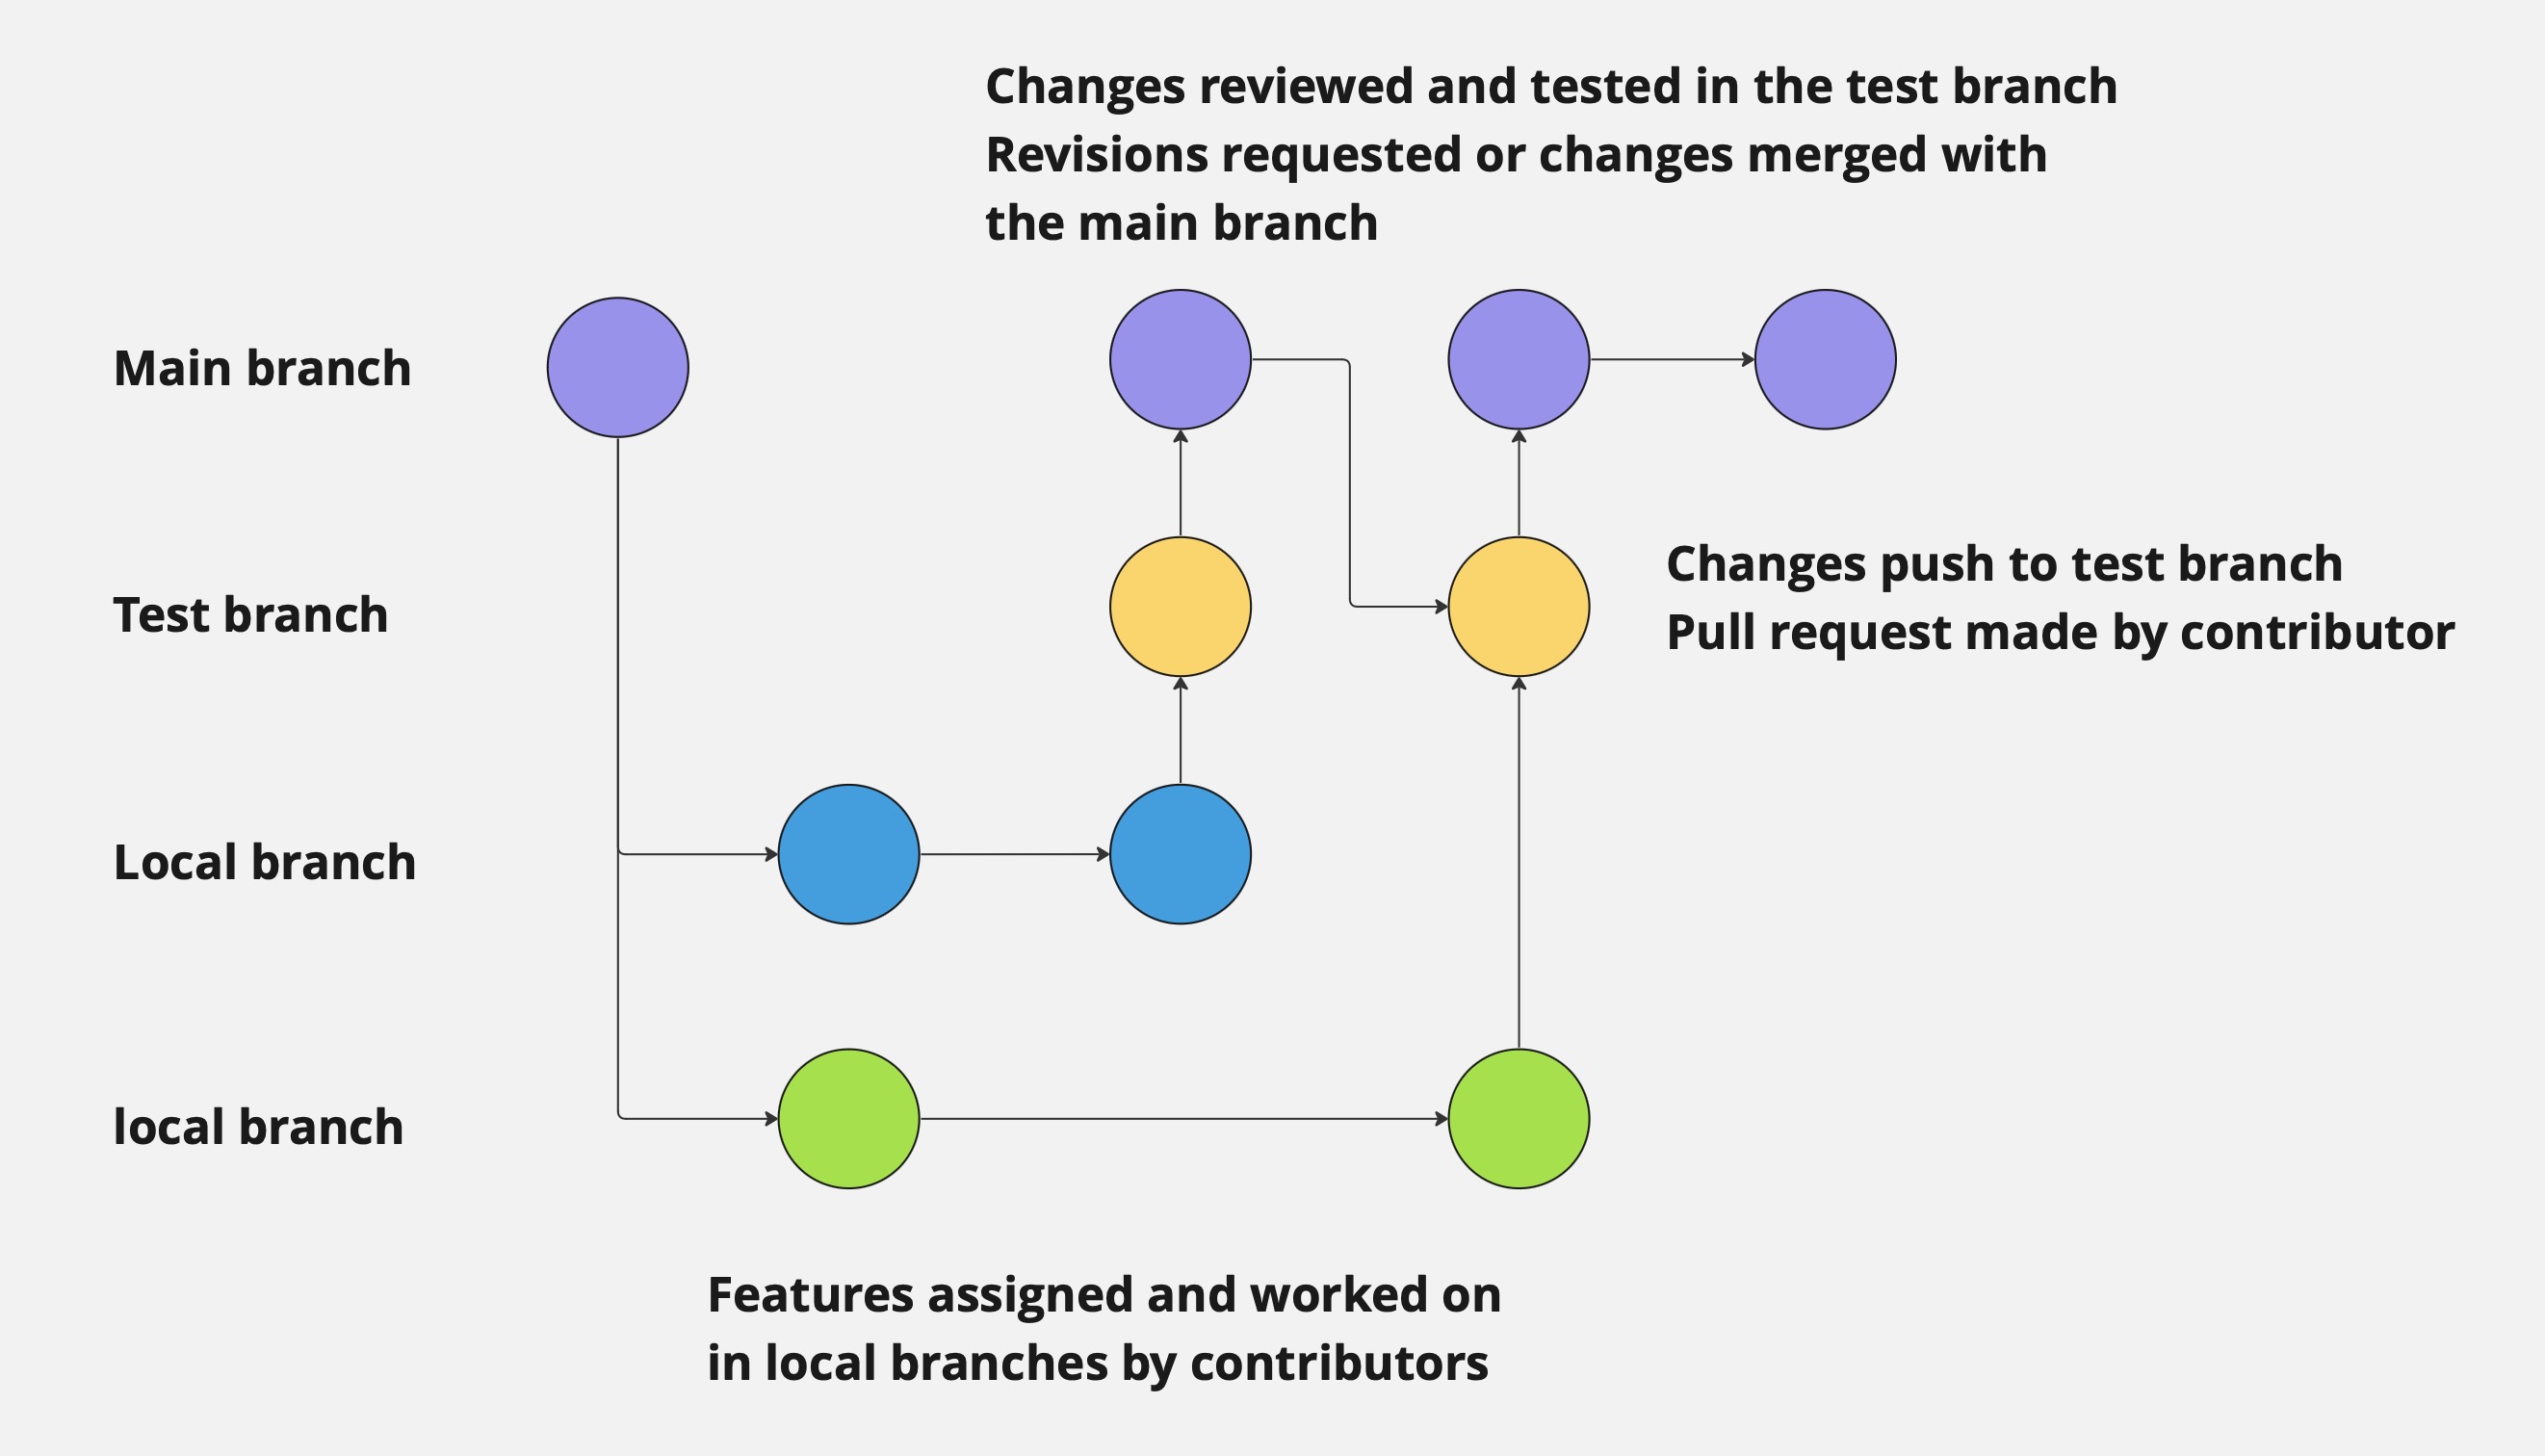 Changes reviewed and tested in the test branch
Revisions requested or changes merged with
the main branch
Main branch
Test branch
Changes push to test branch
Pull request made by contributor
Local branch
local branch
Features assigned and worked on
in local branches by contributors